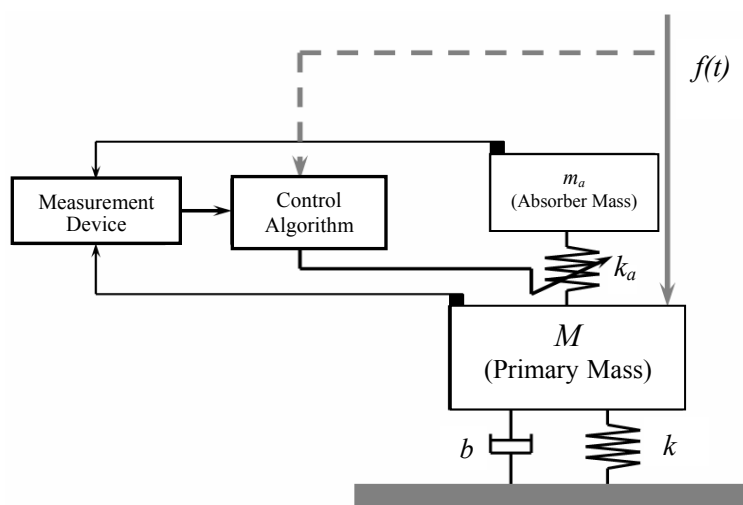 f(t)
m_a
(Absorber Mass)
Measurement
Device
Control
Algorithm
k_a
M
(Primary Mass)
b
k